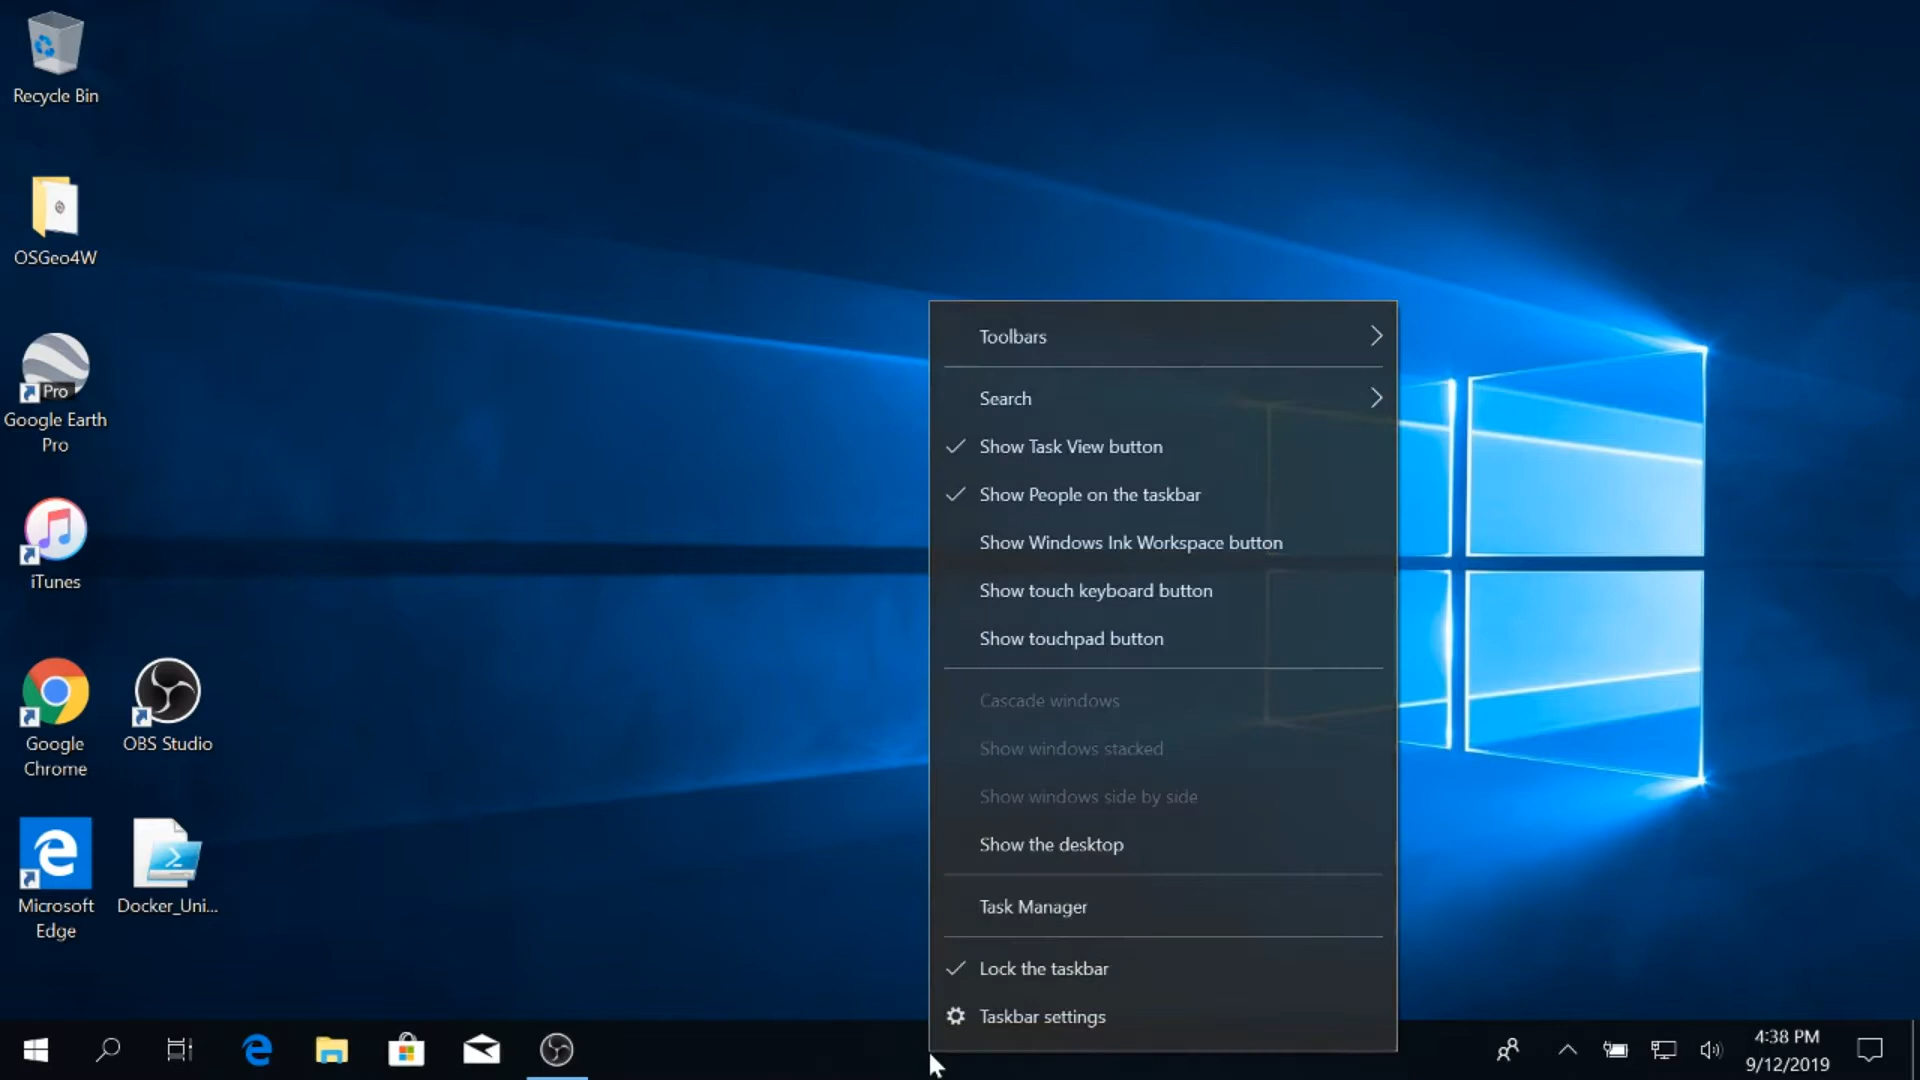 Recycle Bin
OSGeo4W
Pro
Google Earth
Pro
iTunes
Google
Chrome
OBS Studio
Microsoft
Edge
Docker_Uni...
Toolbars
Search
Show Task View button
Show People on the taskbar
Show Windows Ink Workspace button
Show touch keyboard button
Show touchpad button
Cascade windows
Show windows stacked
Show windows side by side
Show the desktop
Task Manager
Lock the taskbar
Taskbar settings
4:38 PM
9/12/2019